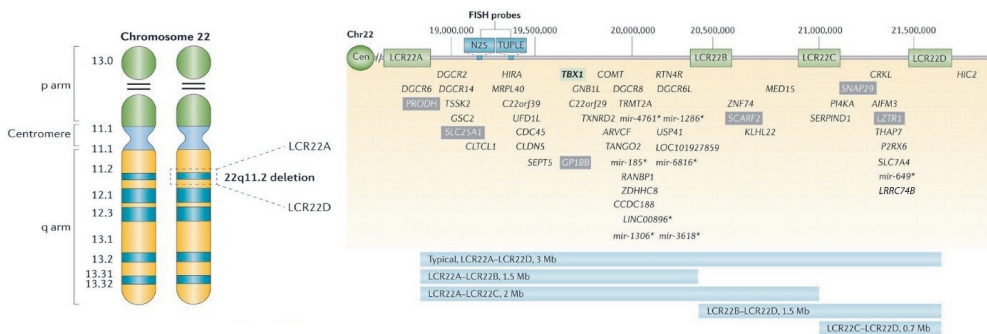 Chromosome 22
p arm
Centromere
q arm
13.0
11.1
11.1
11.2
12.1
12.3
13.1
13.2
13.31
13.32
LCR22A
22q11.2 deletion
LCR22D
FISH probes
Chr22
19,000,000 19,500,000 20,000,000 20,500,000 21,000,000 21,500,000
N25 TUPLE
Cen LCR22A LCR22B LCR22C LCR22D
DGCR2 HIRA TBX1 COMT RTN4R CRKL HIC2
DGCR6 DGCR14 MRPL40 GNB1L DGCR8 DGCR6L MED15 SNAP29
PRODH TSSK2 C22orf39 C22orf29 TRMT2A ZNF74 PI4KA AIFM3
GSC2 UFD1L TXNRD2 mir-4761* mir-1286* SCARF2 SERPIND1 LZTR1
SLC25A1 CDC45 ARVCF USP41 KLHL22 THAP7
CLTCL1 CLDN5 TANGO2 LOC101927859 P2RX6
SEPT5 GP1BB mir-185* mir-6816* SLC7A4
RANBP1 mir-649*
ZDHHC8 LRRC74B
CCDC188
LINC00896*
mir-1306* mir-3618*
Typical, LCR22A–LCR22D, 3 Mb
LCR22A–LCR22B, 1.5 Mb
LCR22A–LCR22C, 2 Mb
LCR22B–LCR22D, 1.5 Mb
LCR22C–LCR22D, 0.7 Mb